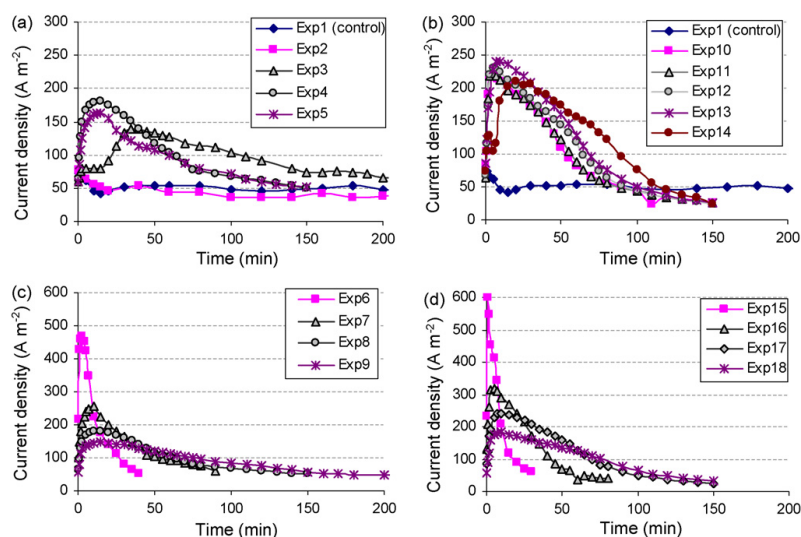 (a)
Current density (A m⁻²)
300
250
200
150
100
50
0
0 50 100 150 200
Time (min)
Exp1 (control)
Exp2
Exp3
Exp4
Exp5
(b)
Current density (A m⁻²)
300
250
200
150
100
50
0
0 50 100 150 200
Time (min)
Exp1 (control)
Exp10
Exp11
Exp12
Exp13
Exp14
(c)
Current density (A m⁻²)
600
500
400
300
200
100
0
0 50 100 150 200
Time (min)
Exp6
Exp7
Exp8
Exp9
(d)
Current density (A m⁻²)
600
500
400
300
200
100
0
0 50 100 150 200
Time (min)
Exp15
Exp16
Exp17
Exp18